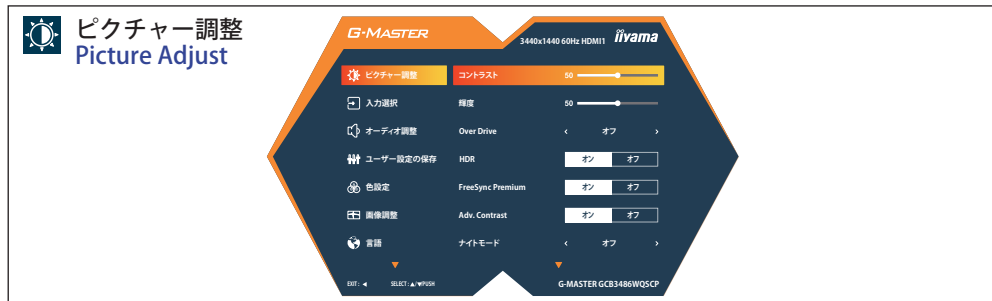 ピクチャー調整
Picture Adjust
G-MASTER
3440x1440 60Hz HDMI1 iiyama
ピクチャー調整 コントラスト 50
入力選択 輝度 50
オーディオ調整 Over Drive ‹ オフ ›
ユーザー設定の保存 HDR オン オフ
色設定 FreeSync Premium オン オフ
画像調整 Adv. Contrast オン オフ
言語 ナイトモード ‹ オフ ›
EXIT : ◀ SELECT : ▲/▼PUSH G-MASTER GCB3486WQSCP